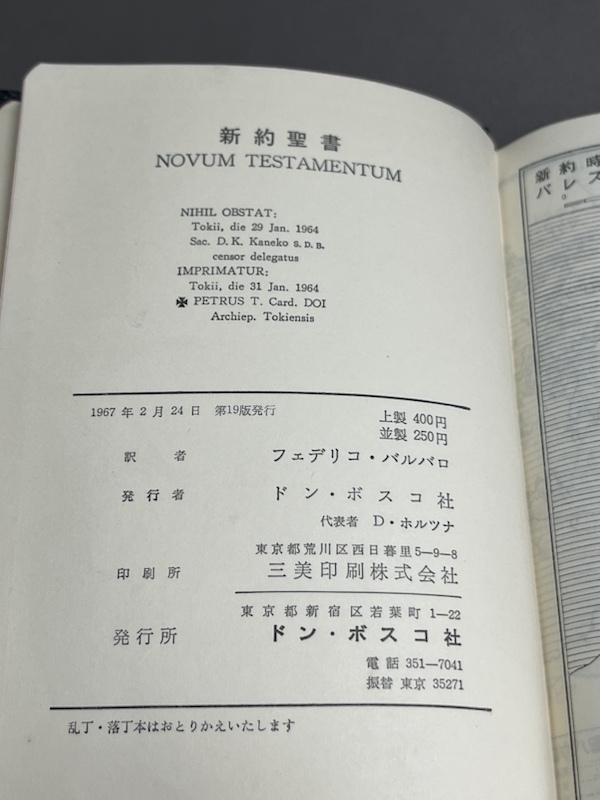 新約聖書
NOVUM TESTAMENTUM
NIHIL OBSTAT:
Tokii, die 29 Jan. 1964
Sac. D. K. Kaneko S. D. B.
censor delegatus
IMPRIMATUR:
Tokii, die 31 Jan. 1964
✠ PETRUS T. Card. DOI
Archiep. Tokiensis
1967年2月24日 第19版発行
上製 400円
並製 250円
訳者 フェデリコ・バルバロ
発行者 ドン・ボスコ社
代表者 D・ホルツナ
東京都荒川区西日暮里5-9-8
印刷所 三美印刷株式会社
東京都新宿区若葉町 1-22
発行所 ドン・ボスコ社
電話 351-7041
振替 東京 35271
乱丁・落丁本はおとりかえいたします
新約時
パレス